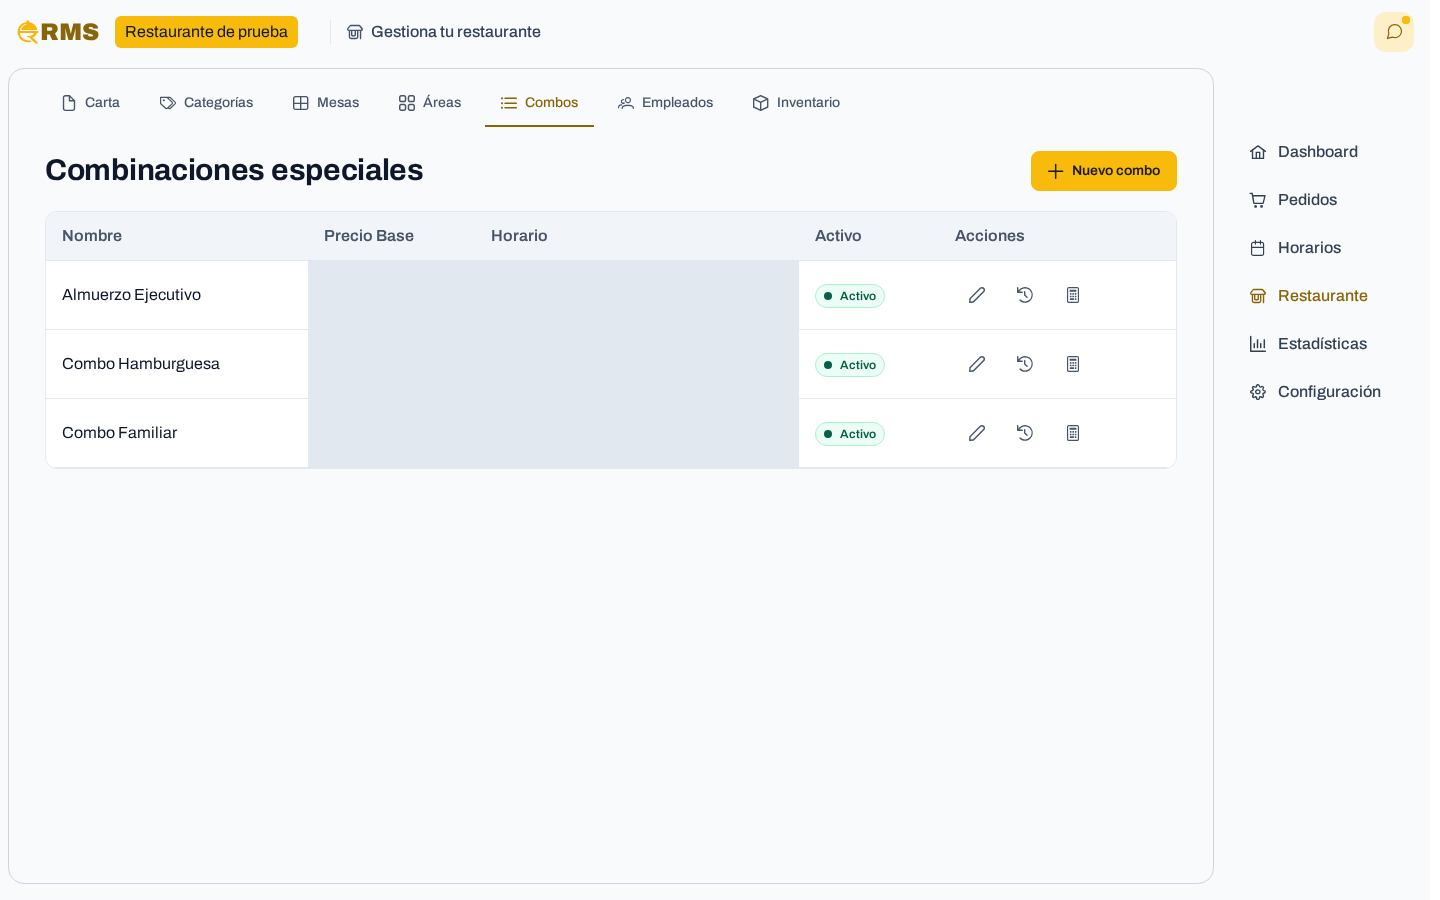 RMS
Restaurante de prueba
Gestiona tu restaurante
Carta
Categorías
Mesas
Áreas
Combos
Empleados
Inventario
Combinaciones especiales
Nuevo combo
Nombre Precio Base Horario Activo Acciones
Almuerzo Ejecutivo Activo
Combo Hamburguesa Activo
Combo Familiar Activo
Dashboard
Pedidos
Horarios
Restaurante
Estadísticas
Configuración